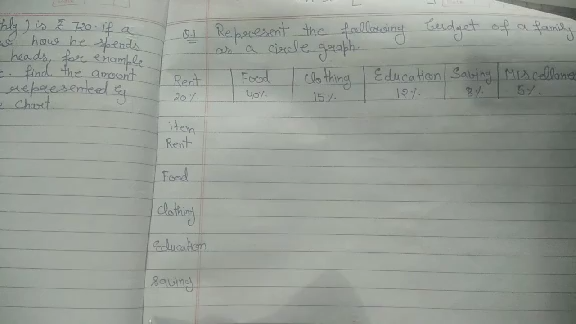 is ₹ 720. if a
how he spends
heads, for example
find the amount
represented by
chart.
Q1 Represent the following budget of a family
as a circle graph.
Rent Food Clothing Education Saving Miscellaneo
20% 40% 15% 12% 8% 5%
item
Rent
Food
Clothing
Education
Saving